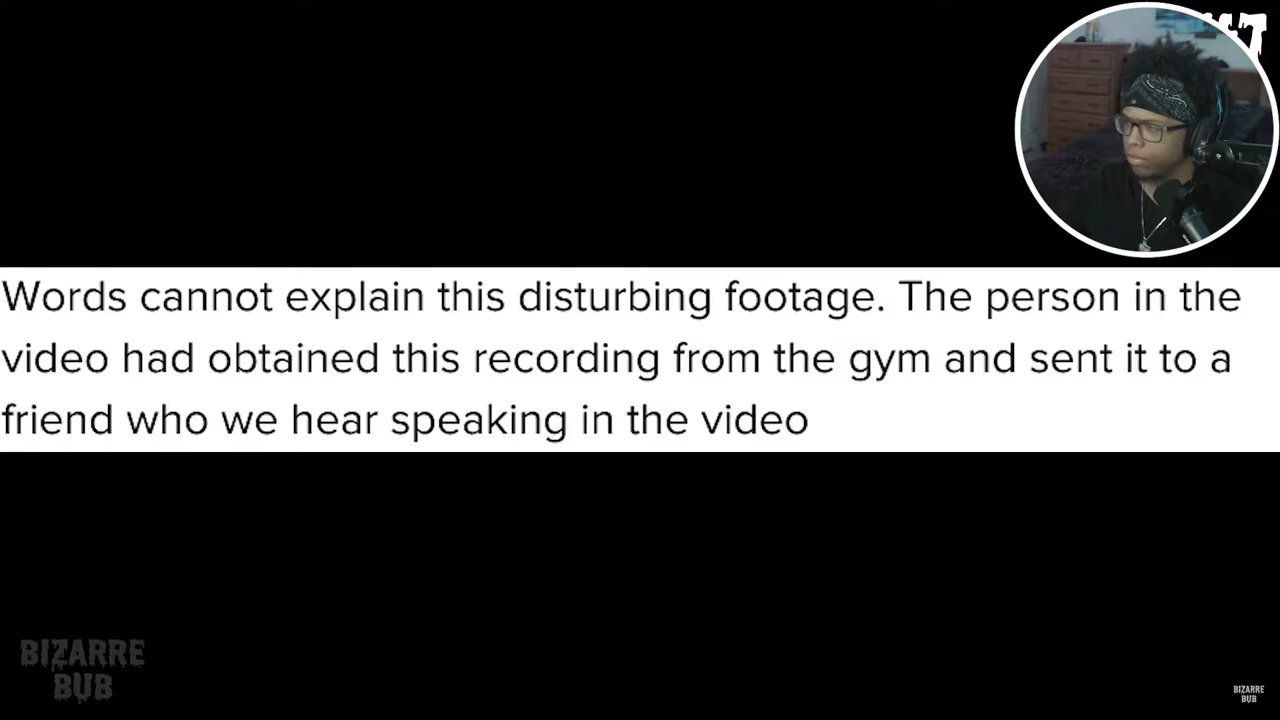 Words cannot explain this disturbing footage. The person in the
video had obtained this recording from the gym and sent it to a
friend who we hear speaking in the video
BIZARRE
BUB
BIZARRE
BUB